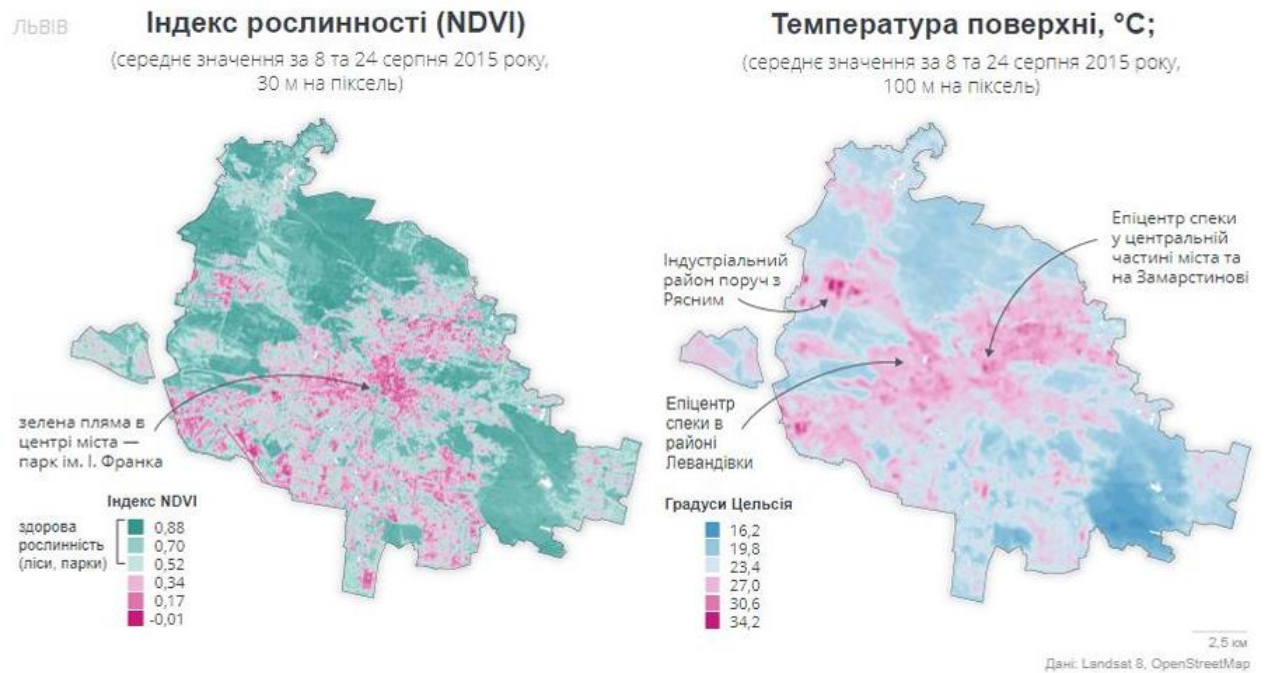 ЛЬВІВ
Індекс рослинності (NDVI)
(середнє значення за 8 та 24 серпня 2015 року,
30 м на піксель)
зелена пляма в
центрі міста —
парк ім. І. Франка
Індекс NDVI
здорова
рослинність
(ліси, парки)
0,88
0,70
0,52
0,34
0,17
-0,01
Температура поверхні, °C;
(середнє значення за 8 та 24 серпня 2015 року,
100 м на піксель)
Індустріальний
район поруч з
Рясним
Епіцентр спеки
у центральній
частині міста та
на Замарстинові
Епіцентр
спеки в
районі
Левандівки
Градуси Цельсія
16,2
19,8
23,4
27,0
30,6
34,2
2,5 км
Дані: Landsat 8, OpenStreetMap